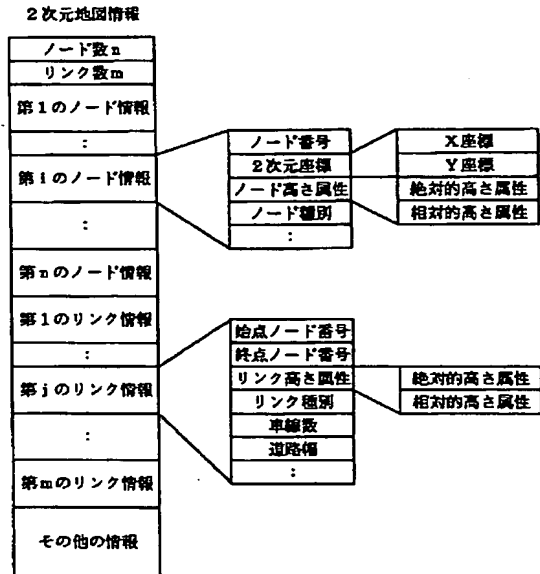 2次元地図情報
ノード数n
リンク数m
第1のノード情報
:
第iのノード情報
:
第nのノード情報
第1のリンク情報
:
第jのリンク情報
:
第mのリンク情報
その他の情報
ノード番号
2次元座標
ノード高さ属性
ノード種別
:
X座標
Y座標
絶対的高さ属性
相対的高さ属性
始点ノード番号
終点ノード番号
リンク高さ属性
リンク種別
車線数
道路幅
:
絶対的高さ属性
相対的高さ属性